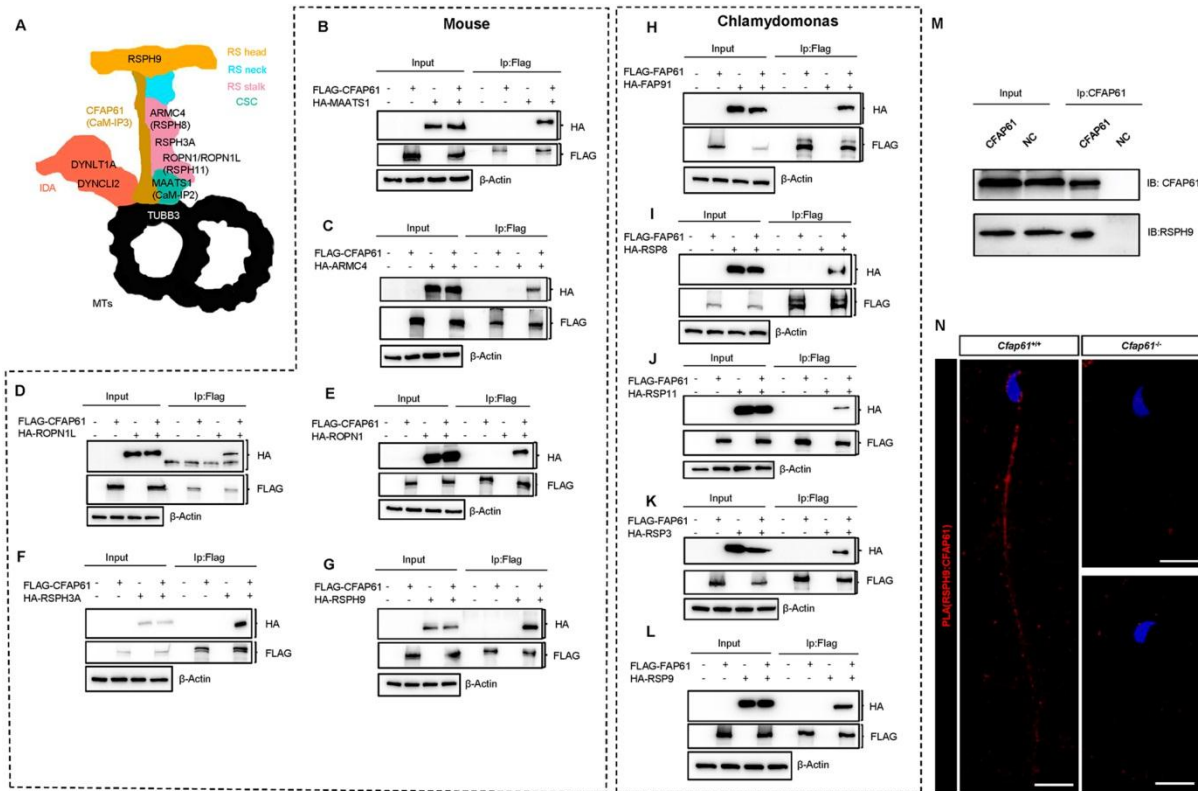 A
RSPH9
RS head
RS neck
RS stalk
CSC
CFAP61
(CaM-IP3)
ARMC4
(RSPH8)
RSPH3A
ROPN1/ROPN1L
(RSPH11)
MAATS1
(CaM-IP2)
DYNLT1A
DYNCLI2
IDA
TUBB3
MTs
Mouse
B
Input Ip:Flag
FLAG-CFAP61 - + - + - + - +
HA-MAATS1 - - + + - - + +
HA
FLAG
β-Actin
C
Input Ip:Flag
FLAG-CFAP61 - + - + - + - +
HA-ARMC4 - - + + - - + +
HA
FLAG
β-Actin
D
Input Ip:Flag
FLAG-CFAP61 - + - + - + - +
HA-ROPN1L - - + + - - + +
HA
FLAG
β-Actin
E
Input Ip:Flag
FLAG-CFAP61 - + - + - + - +
HA-ROPN1 - - + + - - + +
HA
FLAG
β-Actin
F
Input Ip:Flag
FLAG-CFAP61 - + - + - + - +
HA-RSPH3A - - + + - - + +
HA
FLAG
β-Actin
G
Input Ip:Flag
FLAG-CFAP61 - + - + - + - +
HA-RSPH9 - - + + - - + +
HA
FLAG
β-Actin
Chlamydomonas
H
Input Ip:Flag
FLAG-FAP61 - + - + - + - +
HA-FAP91 - - + + - - + +
HA
FLAG
β-Actin
I
Input Ip:Flag
FLAG-FAP61 - + - + - + - +
HA-RSP8 - - + + - - + +
HA
FLAG
β-Actin
J
Input Ip:Flag
FLAG-FAP61 - + - + - + - +
HA-RSP11 - - + + - - + +
HA
FLAG
β-Actin
K
Input Ip:Flag
FLAG-FAP61 - + - + - + - +
HA-RSP3 - - + + - - + +
HA
FLAG
β-Actin
L
Input Ip:Flag
FLAG-FAP61 - + - + - + - +
HA-RSP9 - - + + - - + +
HA
FLAG
β-Actin
M
Input Ip:CFAP61
CFAP61 NC CFAP61 NC
IB: CFAP61
IB:RSPH9
N
Cfap61+/+ Cfap61-/-
PLA(RSPH9:CFAP61)